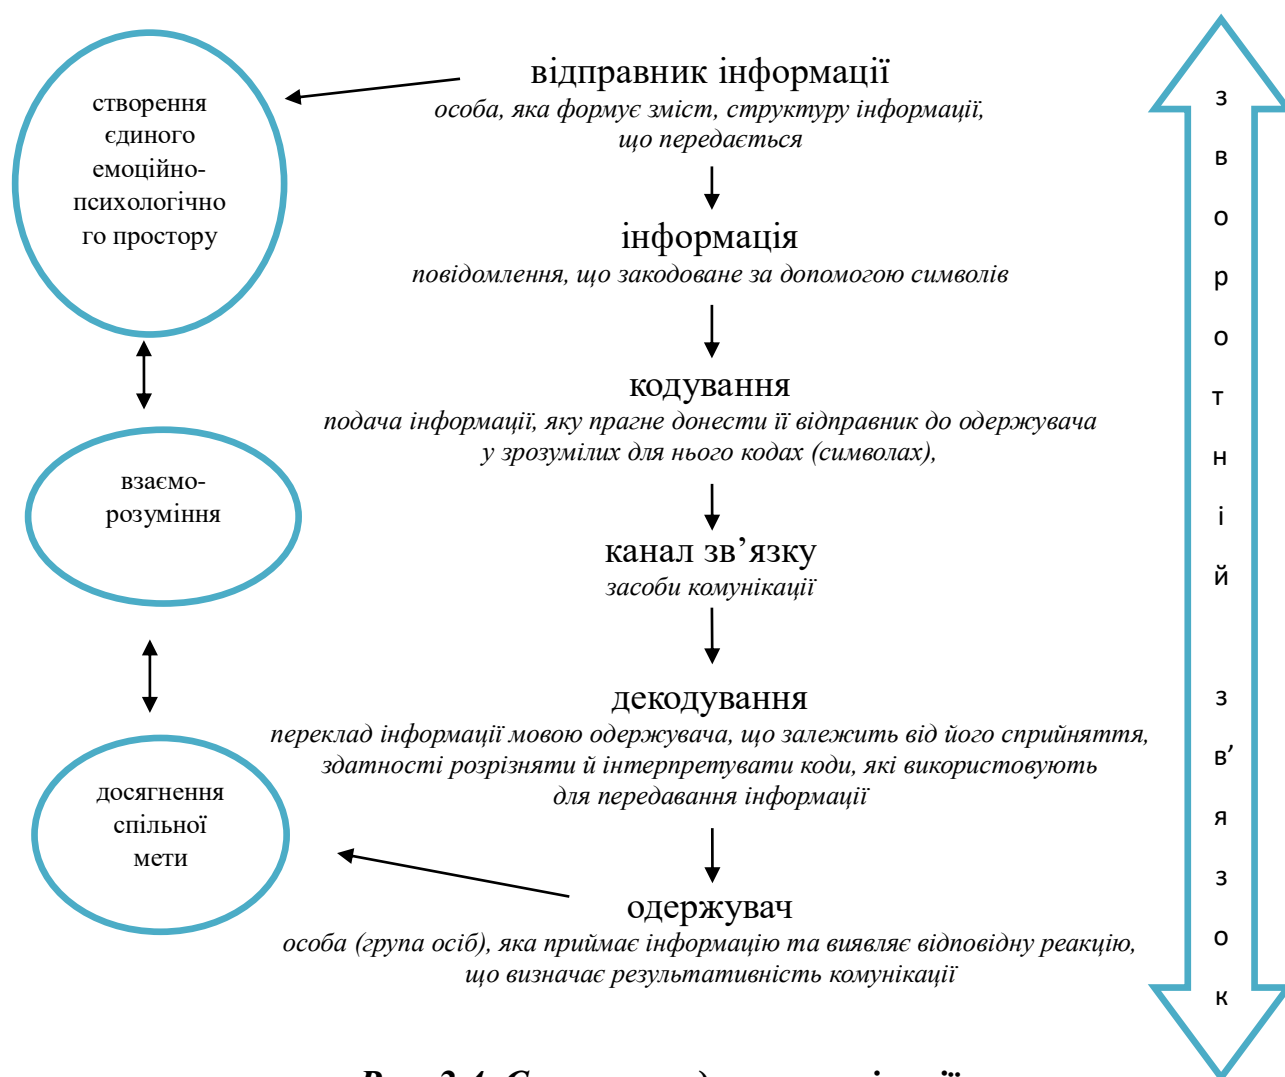 створення
єдиного
емоційно-
психологічно
го простору
взаємо-
розуміння
досягнення
спільної
мети
відправник інформації
особа, яка формує зміст, структуру інформації,
що передається
інформація
повідомлення, що закодоване за допомогою символів
кодування
подача інформації, яку прагне донести її відправник до одержувача
у зрозумілих для нього кодах (символах),
канал зв’язку
засоби комунікації
декодування
переклад інформації мовою одержувача, що залежить від його сприйняття,
здатності розрізняти й інтерпретувати коди, які використовують
для передавання інформації
одержувач
особа (група осіб), яка приймає інформацію та виявляє відповідну реакцію,
що визначає результативність комунікації
з
в
о
р
о
т
н
і
й
з
в’
я
з
о
к